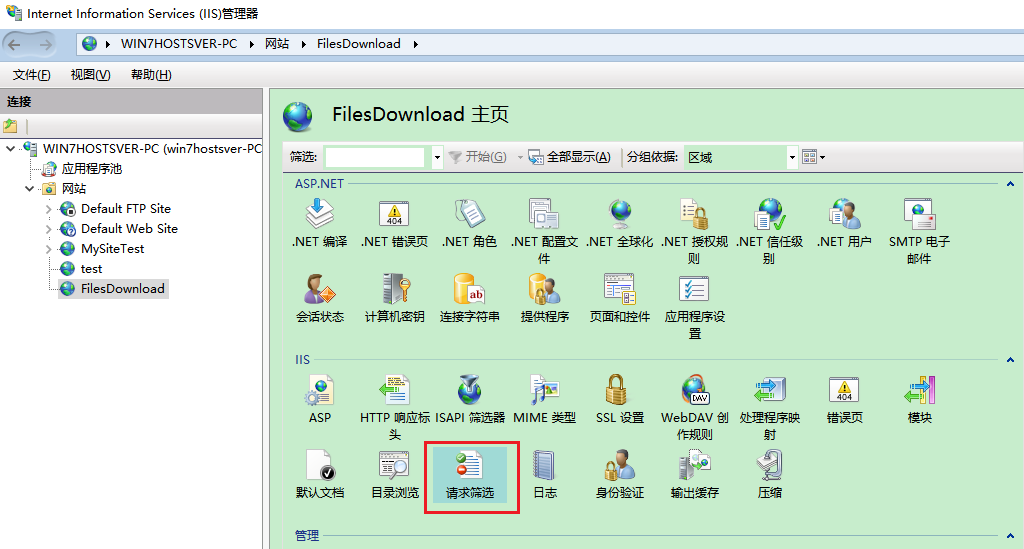 Internet Information Services (IIS)管理器
WIN7HOSTSVER-PC 网站 FilesDownload
文件(F) 视图(V) 帮助(H)
连接
WIN7HOSTSVER-PC (win7hostsver-PC
应用程序池
网站
Default FTP Site
Default Web Site
MySiteTest
test
FilesDownload
FilesDownload 主页
筛选: 开始(G) 全部显示(A) 分组依据: 区域
ASP.NET
.NET 编译
404
.NET 错误页
.NET 角色
.NET 配置文
件
.NET 全球化
.NET 授权规
则
.NET 信任级
别
.NET 用户
SMTP 电子
邮件
会话状态
计算机密钥
ab
连接字符串
提供程序
页面和控件
应用程序设
置
IIS
ASP
HTTP 响应标
头
ISAPI 筛选器
MIME 类型
SSL 设置
DAV
WebDAV 创
作规则
处理程序映
射
404
错误页
模块
默认文档
目录浏览
请求筛选
日志
身份验证
输出缓存
压缩
管理